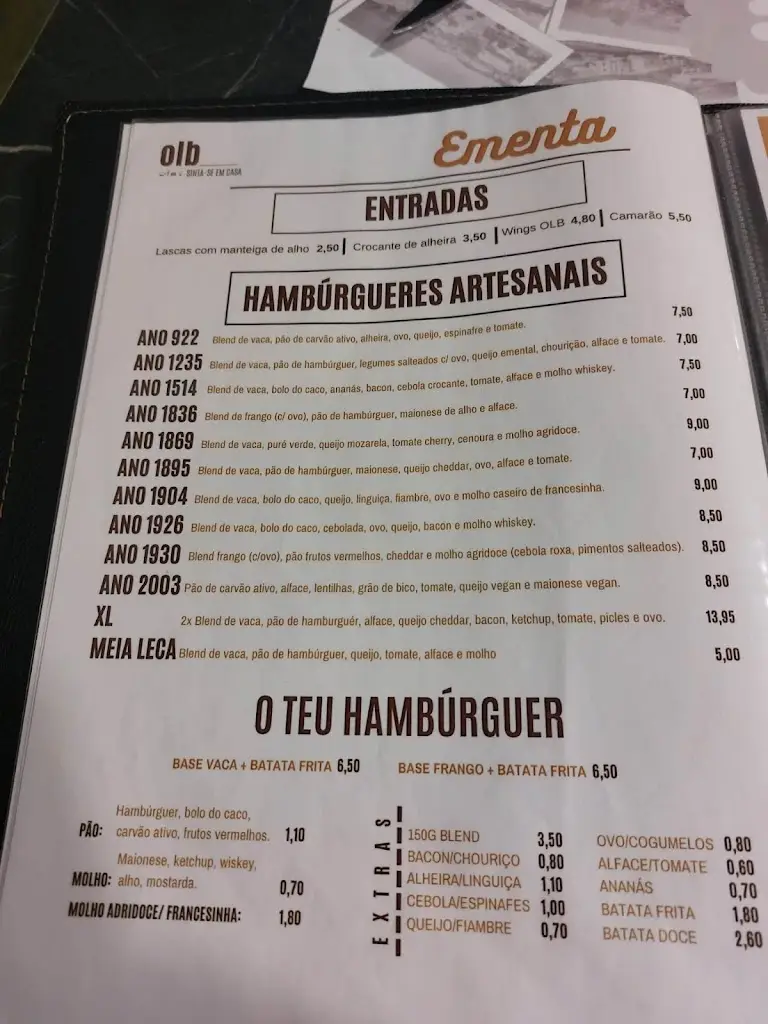 olb
SINTA-SE EM CASA
Ementa
ENTRADAS
Lascas com manteiga de alho 2,50 | Crocante de alheira 3,50 | Wings OLB 4,80 | Camarão 5,50
HAMBÚRGUERES ARTESANAIS
ANO 922 Blend de vaca, pão de carvão ativo, alheira, ovo, queijo, espinafre e tomate. 7,50
ANO 1235 Blend de vaca, pão de hambúrguer, legumes salteados c/ ovo, queijo emental, chourição, alface e tomate. 7,00
ANO 1514 Blend de vaca, bolo do caco, ananás, bacon, cebola crocante, tomate, alface e molho whiskey. 7,50
ANO 1836 Blend de frango (c/ ovo), pão de hambúrguer, maionese de alho e alface. 7,00
ANO 1869 Blend de vaca, puré verde, queijo mozarela, tomate cherry, cenoura e molho agridoce. 9,00
ANO 1895 Blend de vaca, pão de hambúrguer, maionese, queijo cheddar, ovo, alface e tomate. 7,00
ANO 1904 Blend de vaca, bolo do caco, queijo, linguiça, fiambre, ovo e molho caseiro de francesinha. 9,00
ANO 1926 Blend de vaca, bolo do caco, cebolada, ovo, queijo, bacon e molho whiskey. 8,50
ANO 1930 Blend frango (c/ovo), pão frutos vermelhos, cheddar e molho agridoce (cebola roxa, pimentos salteados). 8,50
ANO 2003 Pão de carvão ativo, alface, lentilhas, grão de bico, tomate, queijo vegan e maionese vegan. 8,50
XL 2x Blend de vaca, pão de hamburguér, alface, queijo cheddar, bacon, ketchup, tomate, picles e ovo. 13,95
MEIA LECA Blend de vaca, pão de hambúrguer, queijo, tomate, alface e molho 5,00
O TEU HAMBÚRGUER
BASE VACA + BATATA FRITA 6,50 BASE FRANGO + BATATA FRITA 6,50
Hambúrguer, bolo do caco,
PÃO: carvão ativo, frutos vermelhos. 1,10
Maionese, ketchup, wiskey,
MOLHO: alho, mostarda. 0,70
MOLHO ADRIDOCE/ FRANCESINHA: 1,80
EXTRAS
150G BLEND 3,50
BACON/CHOURIÇO 0,80
ALHEIRA/LINGUIÇA 1,10
CEBOLA/ESPINAFES 1,00
QUEIJO/FIAMBRE 0,70
OVO/COGUMELOS 0,80
ALFACE/TOMATE 0,60
ANANÁS 0,70
BATATA FRITA 1,80
BATATA DOCE 2,60